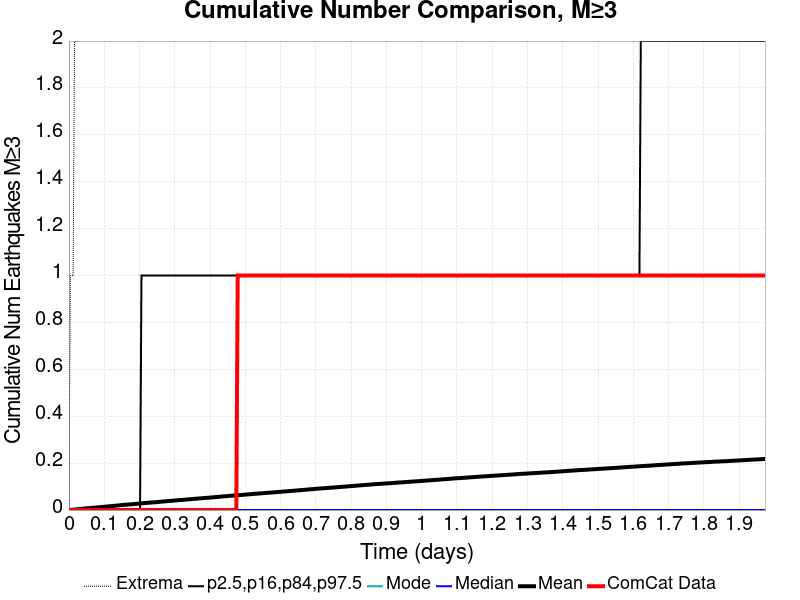 Cumulative Number Comparison, M≥3
Cumulative Num Earthquakes M≥3
2
1.8
1.6
1.4
1.2
1
0.8
0.6
0.4
0.2
0
0 0.1 0.2 0.3 0.4 0.5 0.6 0.7 0.8 0.9 1 1.1 1.2 1.3 1.4 1.5 1.6 1.7 1.8 1.9
Time (days)
Extrema p2.5,p16,p84,p97.5 Mode Median Mean ComCat Data